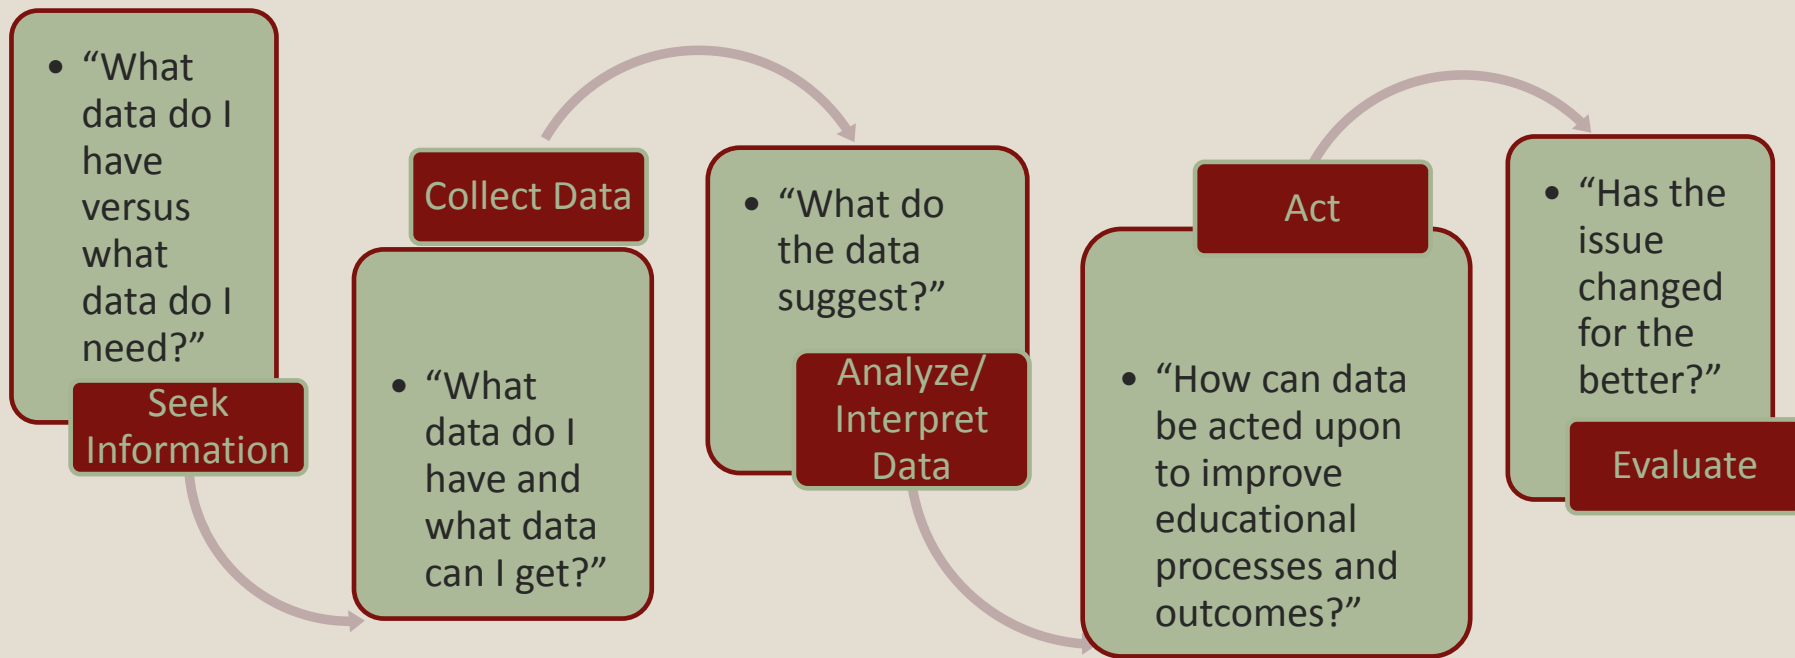 • “What
data do I
have
versus
what
data do I
need?”
Seek
Information
Collect Data
• “What
data do I
have and
what data
can I get?”
• “What do
the data
suggest?”
Analyze/
Interpret
Data
Act
• “How can data
be acted upon
to improve
educational
processes and
outcomes?”
• “Has the
issue
changed
for the
better?”
Evaluate